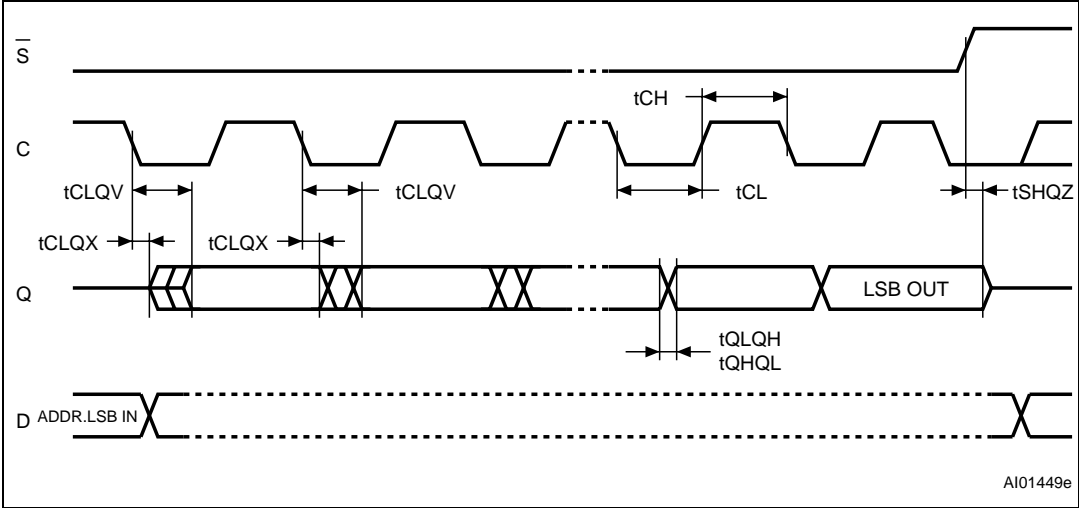 S̅
tCH
C
tCLQV
tCLQV
tCL
tSHQZ
tCLQX
tCLQX
Q
LSB OUT
tQLQH
tQHQL
D ADDR.LSB IN
AI01449e